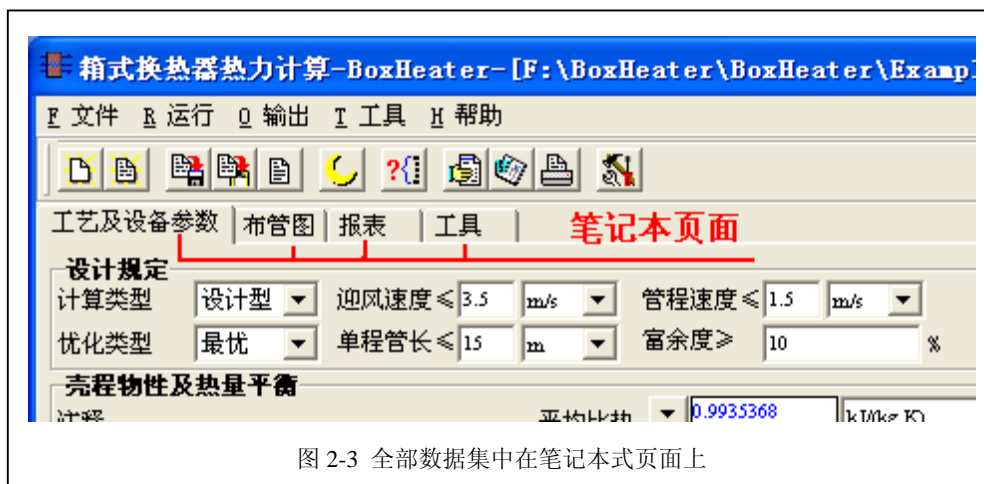 箱式换热器热力计算-BoxHeater-[F:\BoxHeater\BoxHeater\Exampl
F 文件 R 运行 O 输出 T 工具 H 帮助
工艺及设备参数 布管图 报表 工具 笔记本页面
设计规定
计算类型 设计型 迎风速度≤ 3.5 m/s 管程速度≤ 1.5 m/s
优化类型 最优 单程管长≤ 15 m 富余度≥ 10 %
壳程物性及热量平衡
注释 平均比热 0.9935368 kJ/(kg K)
图 2-3 全部数据集中在笔记本式页面上